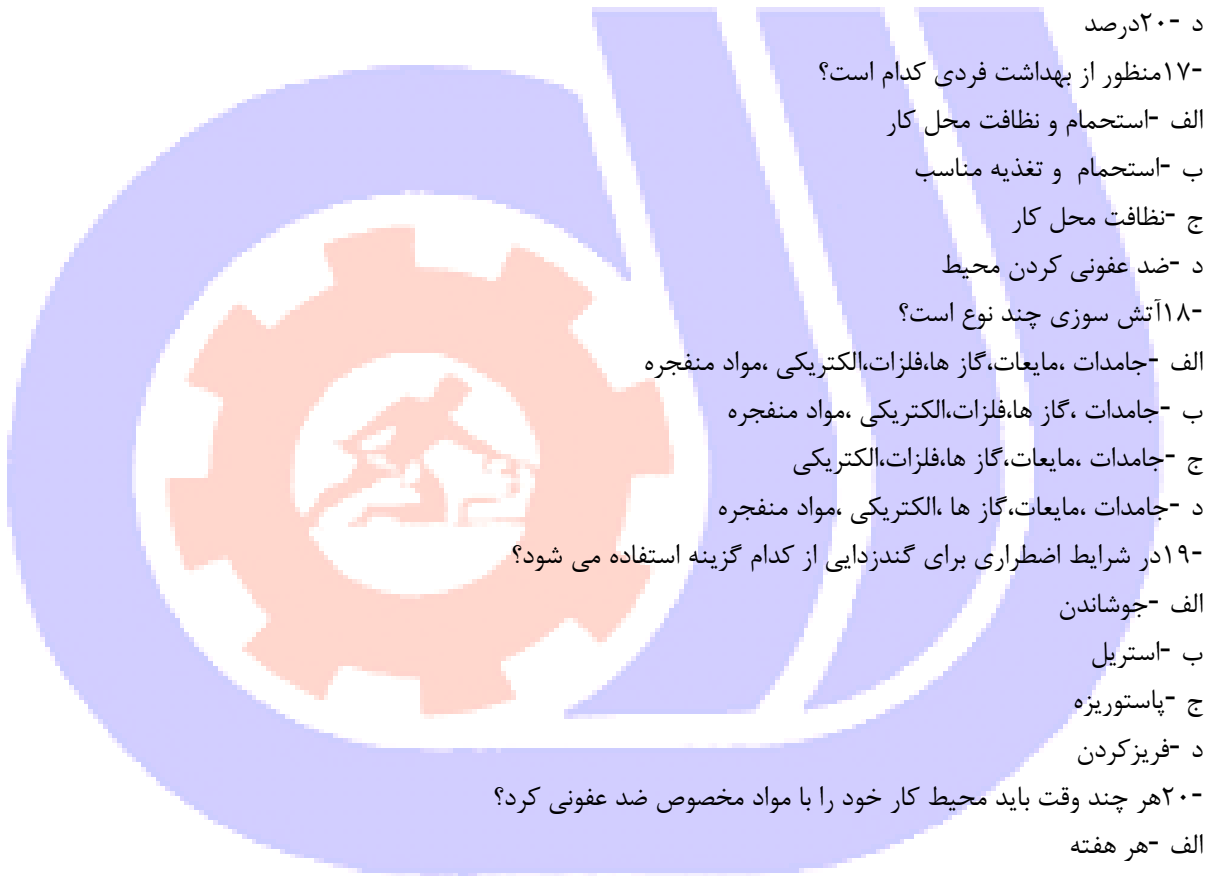 د -۲۰درصد
-۱۷منظور از بهداشت فردی کدام است؟
الف -استحمام و نظافت محل کار
ب -استحمام و تغذیه مناسب
ج -نظافت محل کار
د -ضد عفونی کردن محیط
-۱۸آتش سوزی چند نوع است؟
الف -جامدات ،مایعات،گاز ها،فلزات،الکتریکی ،مواد منفجره
ب -جامدات ،گاز ها،فلزات،الکتریکی ،مواد منفجره
ج -جامدات ،مایعات،گاز ها،فلزات،الکتریکی
د -جامدات ،مایعات،گاز ها ،الکتریکی ،مواد منفجره
-۱۹در شرایط اضطراری برای گندزدایی از کدام گزینه استفاده می شود؟
الف -جوشاندن
ب -استریل
ج -پاستوریزه
د -فریزکردن
-۲۰هر چند وقت باید محیط کار خود را با مواد مخصوص ضد عفونی کرد؟
الف -هر هفته